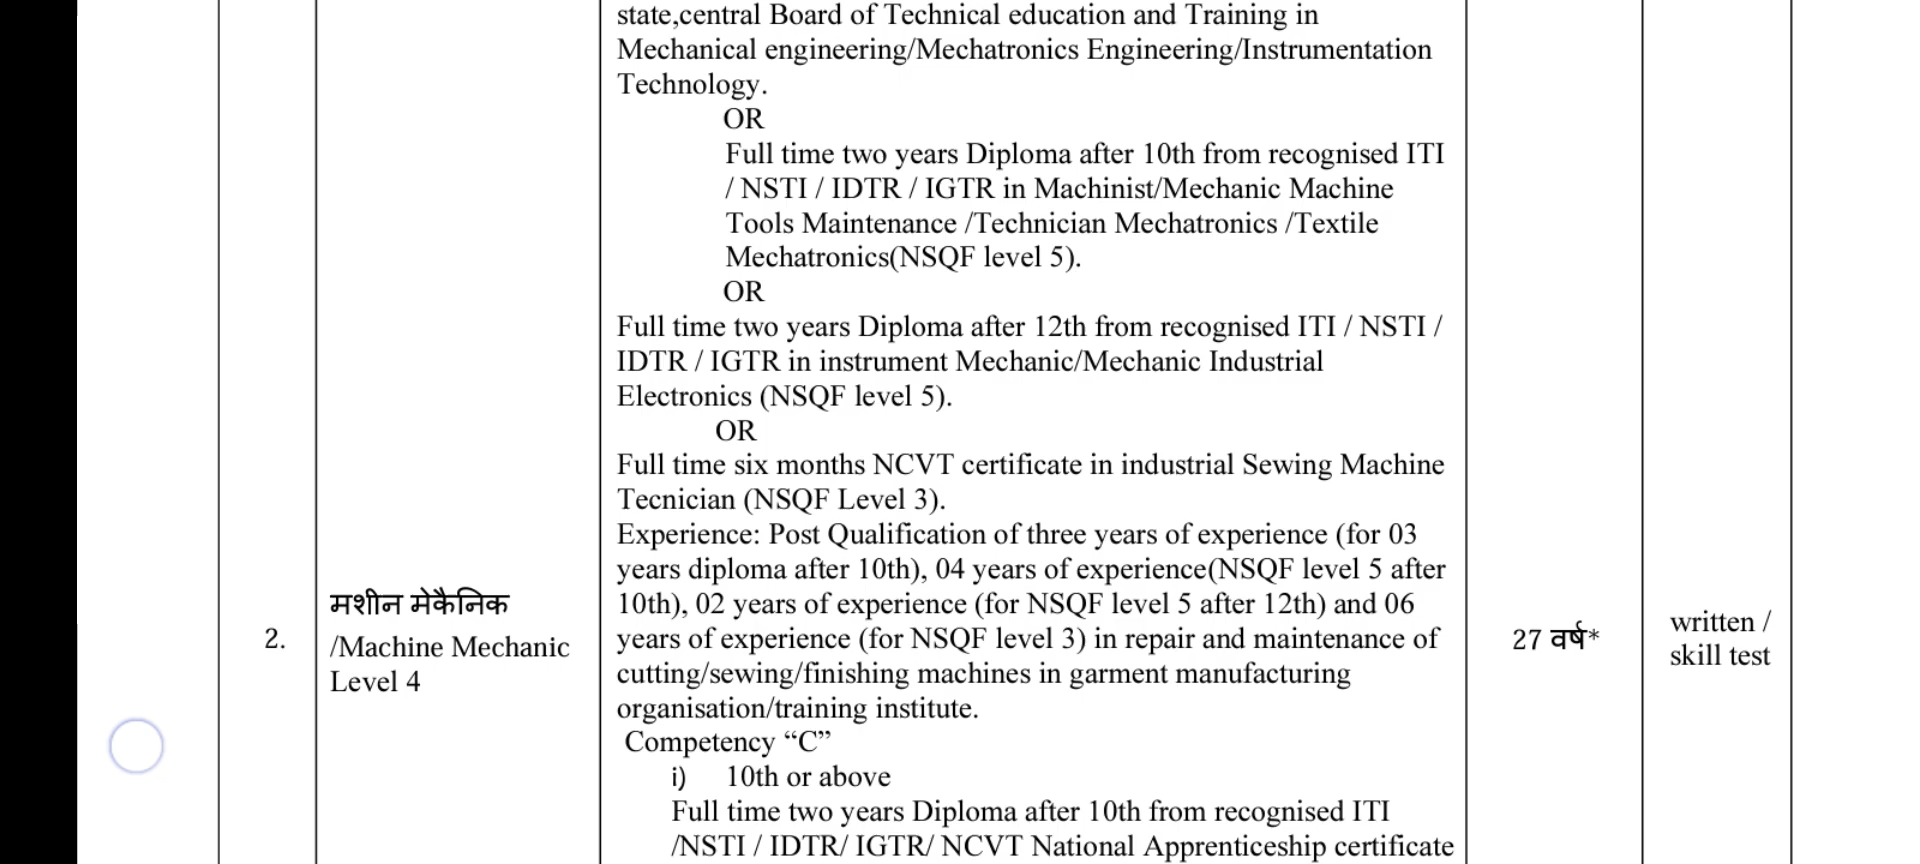 state,central Board of Technical education and Training in
Mechanical engineering/Mechatronics Engineering/Instrumentation
Technology.
OR
Full time two years Diploma after 10th from recognised ITI
/ NSTI / IDTR / IGTR in Machinist/Mechanic Machine
Tools Maintenance /Technician Mechatronics /Textile
Mechatronics(NSQF level 5).
OR
Full time two years Diploma after 12th from recognised ITI / NSTI /
IDTR / IGTR in instrument Mechanic/Mechanic Industrial
Electronics (NSQF level 5).
OR
Full time six months NCVT certificate in industrial Sewing Machine
Tecnician (NSQF Level 3).
Experience: Post Qualification of three years of experience (for 03
years diploma after 10th), 04 years of experience(NSQF level 5 after
10th), 02 years of experience (for NSQF level 5 after 12th) and 06
years of experience (for NSQF level 3) in repair and maintenance of
cutting/sewing/finishing machines in garment manufacturing
organisation/training institute.
Competency “C”
i) 10th or above
Full time two years Diploma after 10th from recognised ITI
/NSTI / IDTR/ IGTR/ NCVT National Apprenticeship certificate
2.
मशीन मेकैनिक
/Machine Mechanic
Level 4
27 वर्ष*
written /
skill test